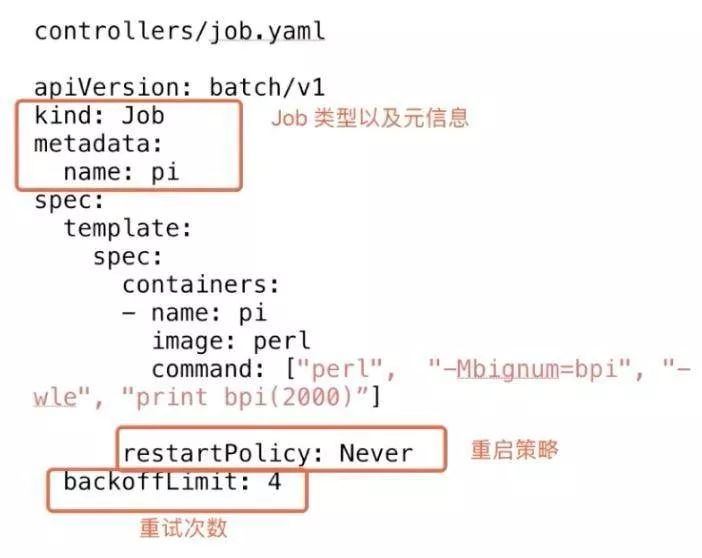 controllers/job.yaml
apiVersion: batch/v1
kind: Job
Job 类型以及元信息
metadata:
name: pi
spec:
template:
spec:
containers:
- name: pi
image: perl
command: ["perl", "-Mbignum=bpi", "-
wle", "print bpi(2000)”]
restartPolicy: Never
重启策略
backoffLimit: 4
重试次数